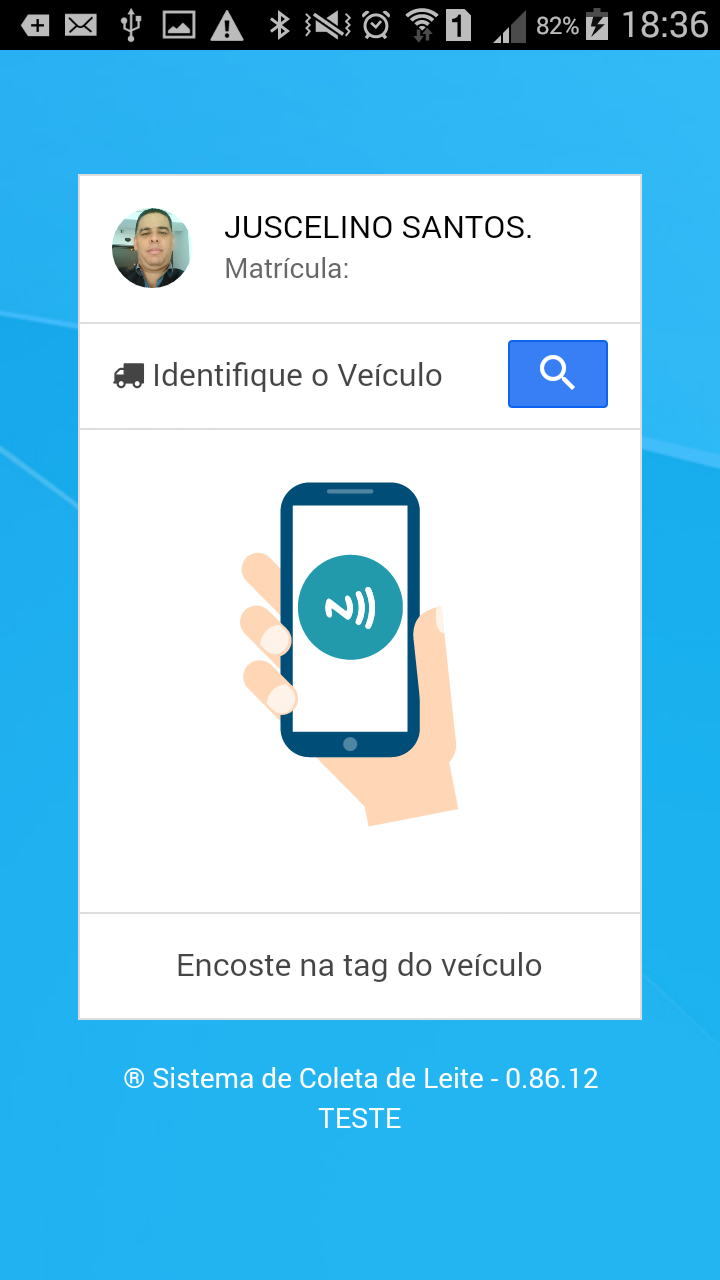 1 82% 18:36
JUSCELINO SANTOS.
Matrícula:
Identifique o Veículo
Encoste na tag do veículo
® Sistema de Coleta de Leite - 0.86.12
TESTE